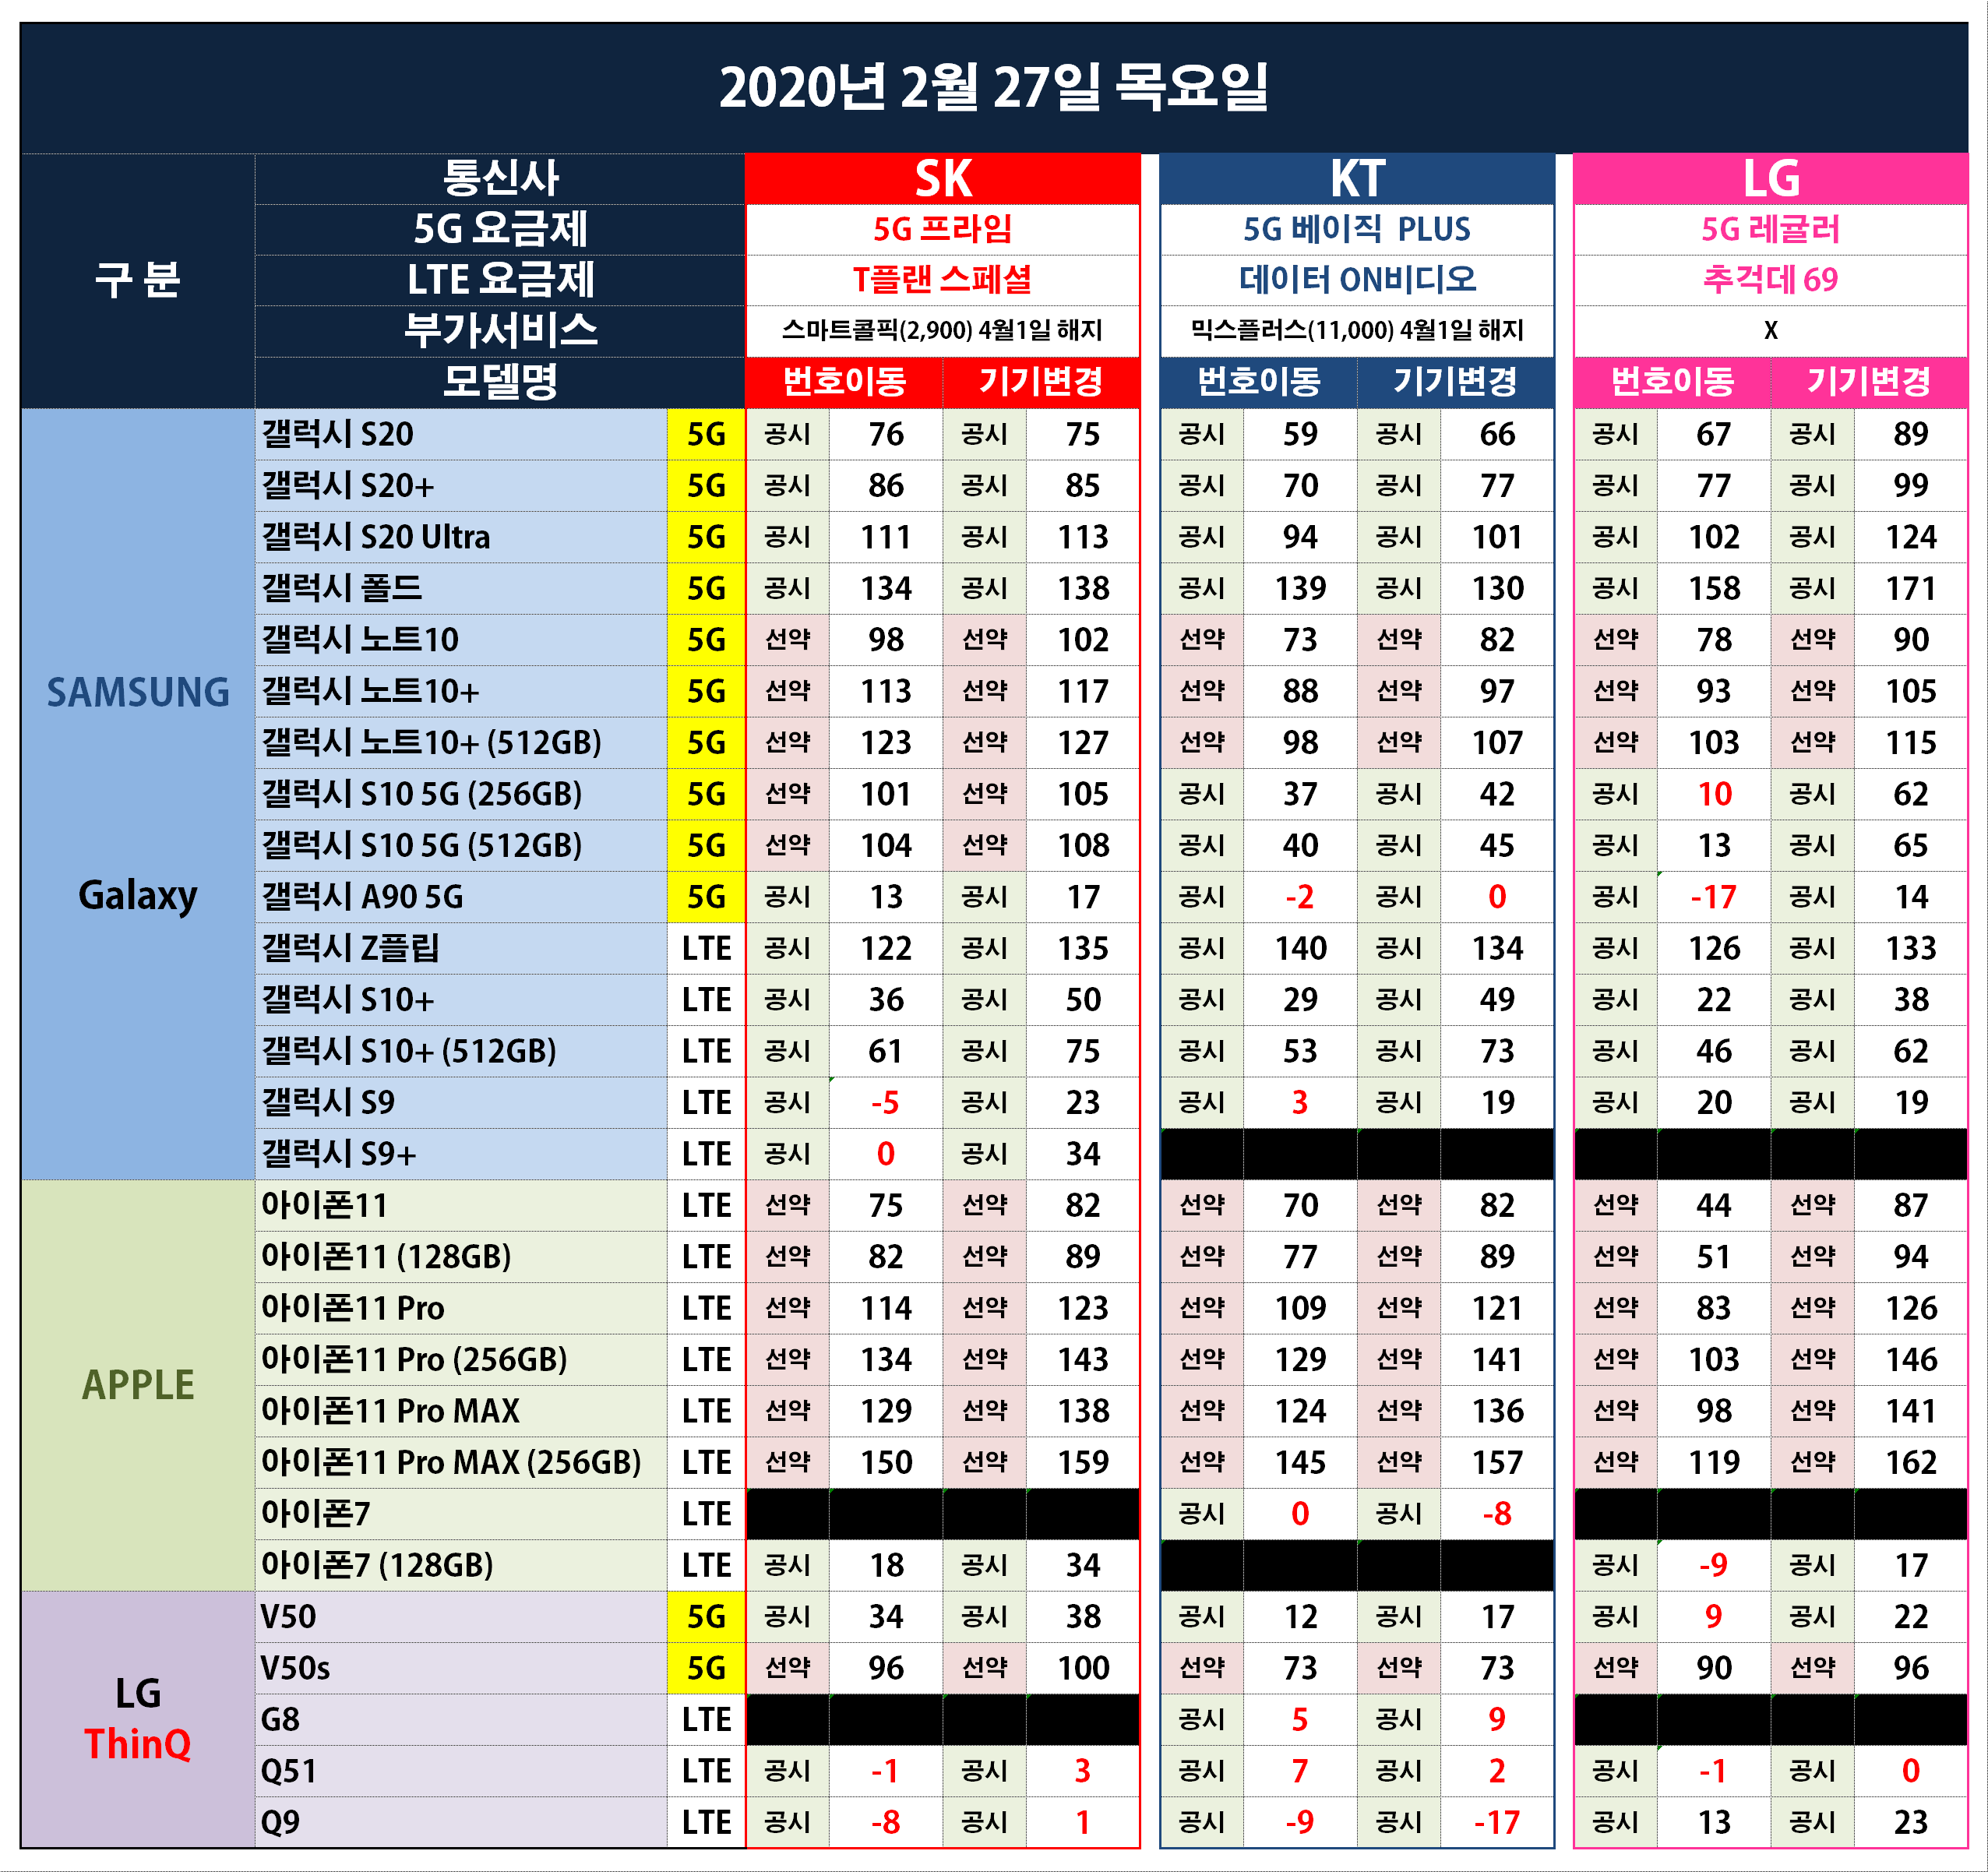 2020년 2월 27일 목요일
구 분 통신사 SK KT LG
5G 요금제 5G 프라임 5G 베이직 PLUS 5G 레귤러
LTE 요금제 T플랜 스페셜 데이터 ON비디오 추걱데 69
부가서비스 스마트콜픽(2,900) 4월1일 해지 믹스플러스(11,000) 4월1일 해지 X
모델명 번호이동 기기변경 번호이동 기기변경 번호이동 기기변경
SAMSUNG
Galaxy
갤럭시 S20 5G 공시 76 공시 75 공시 59 공시 66 공시 67 공시 89
갤럭시 S20+ 5G 공시 86 공시 85 공시 70 공시 77 공시 77 공시 99
갤럭시 S20 Ultra 5G 공시 111 공시 113 공시 94 공시 101 공시 102 공시 124
갤럭시 폴드 5G 공시 134 공시 138 공시 139 공시 130 공시 158 공시 171
갤럭시 노트10 5G 선약 98 선약 102 선약 73 선약 82 선약 78 선약 90
갤럭시 노트10+ 5G 선약 113 선약 117 선약 88 선약 97 선약 93 선약 105
갤럭시 노트10+ (512GB) 5G 선약 123 선약 127 선약 98 선약 107 선약 103 선약 115
갤럭시 S10 5G (256GB) 5G 선약 101 선약 105 공시 37 공시 42 공시 10 공시 62
갤럭시 S10 5G (512GB) 5G 선약 104 선약 108 공시 40 공시 45 공시 13 공시 65
갤럭시 A90 5G 5G 공시 13 공시 17 공시 -2 공시 0 공시 -17 공시 14
갤럭시 Z플립 LTE 공시 122 공시 135 공시 140 공시 134 공시 126 공시 133
갤럭시 S10+ LTE 공시 36 공시 50 공시 29 공시 49 공시 22 공시 38
갤럭시 S10+ (512GB) LTE 공시 61 공시 75 공시 53 공시 73 공시 46 공시 62
갤럭시 S9 LTE 공시 -5 공시 23 공시 3 공시 19 공시 20 공시 19
갤럭시 S9+ LTE 공시 0 공시 34
APPLE
아이폰11 LTE 선약 75 선약 82 선약 70 선약 82 선약 44 선약 87
아이폰11 (128GB) LTE 선약 82 선약 89 선약 77 선약 89 선약 51 선약 94
아이폰11 Pro LTE 선약 114 선약 123 선약 109 선약 121 선약 83 선약 126
아이폰11 Pro (256GB) LTE 선약 134 선약 143 선약 129 선약 141 선약 103 선약 146
아이폰11 Pro MAX LTE 선약 129 선약 138 선약 124 선약 136 선약 98 선약 141
아이폰11 Pro MAX (256GB) LTE 선약 150 선약 159 선약 145 선약 157 선약 119 선약 162
아이폰7 LTE 공시 0 공시 -8
아이폰7 (128GB) LTE 공시 18 공시 34 공시 -9 공시 17
LG
ThinQ
V50 5G 공시 34 공시 38 공시 12 공시 17 공시 9 공시 22
V50s 5G 선약 96 선약 100 선약 73 선약 73 선약 90 선약 96
G8 LTE 공시 5 공시 9
Q51 LTE 공시 -1 공시 3 공시 7 공시 2 공시 -1 공시 0
Q9 LTE 공시 -8 공시 1 공시 -9 공시 -17 공시 13 공시 23